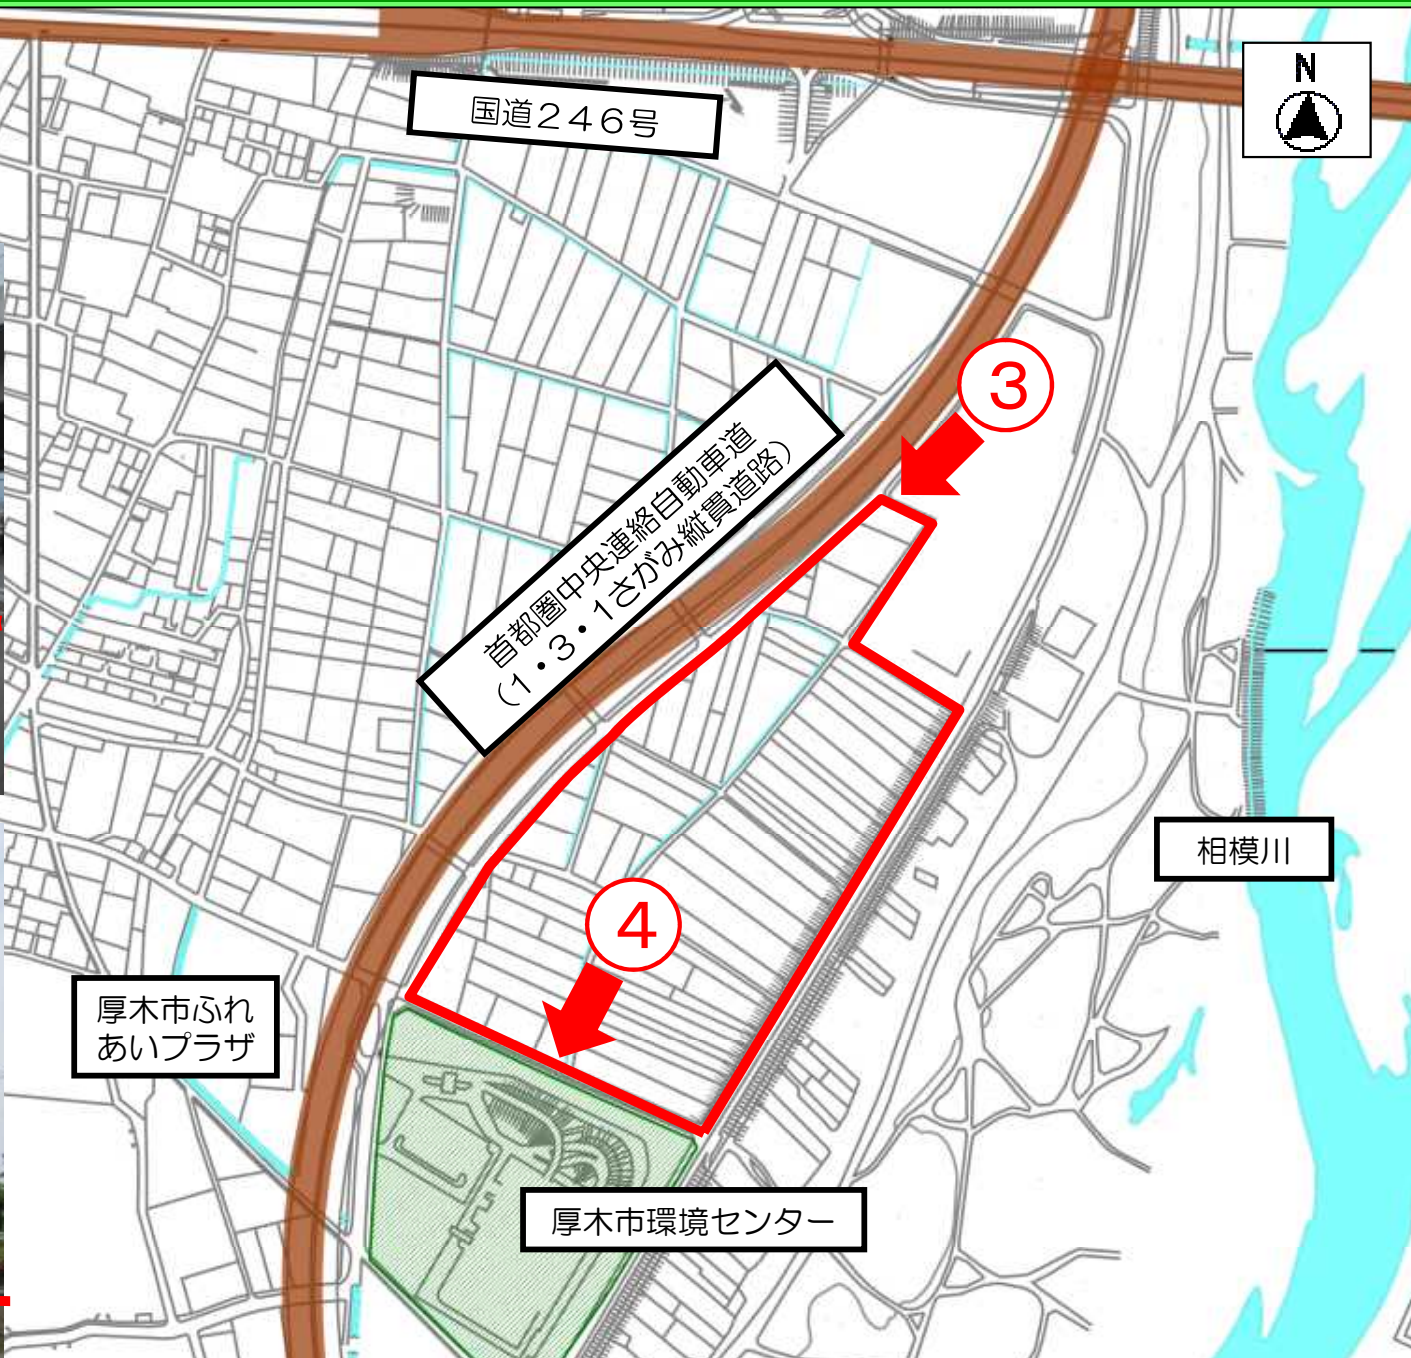 N
国道246号
③
首都圏中央連絡自動車道
(1・3・1さがみ縦貫道路)
相模川
④
厚木市ふれ
あいプラザ
厚木市環境センター